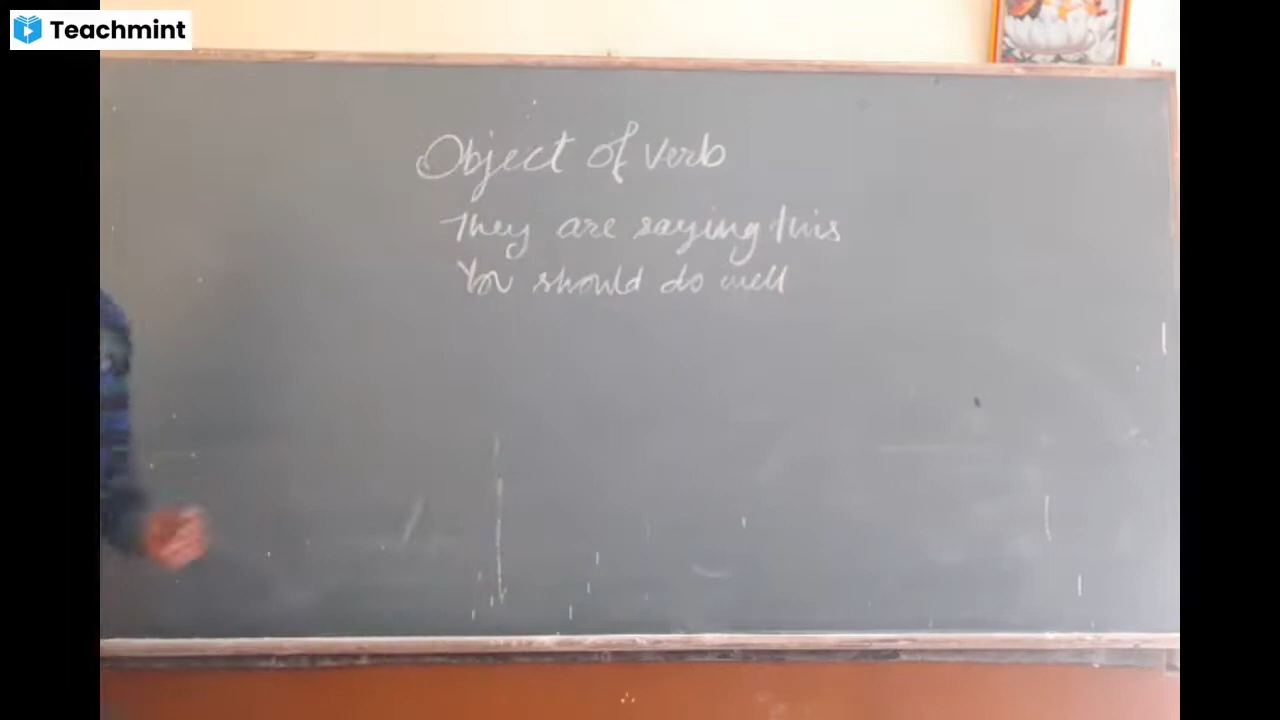 Teachmint
Object of verb
They are saying this
You should do well